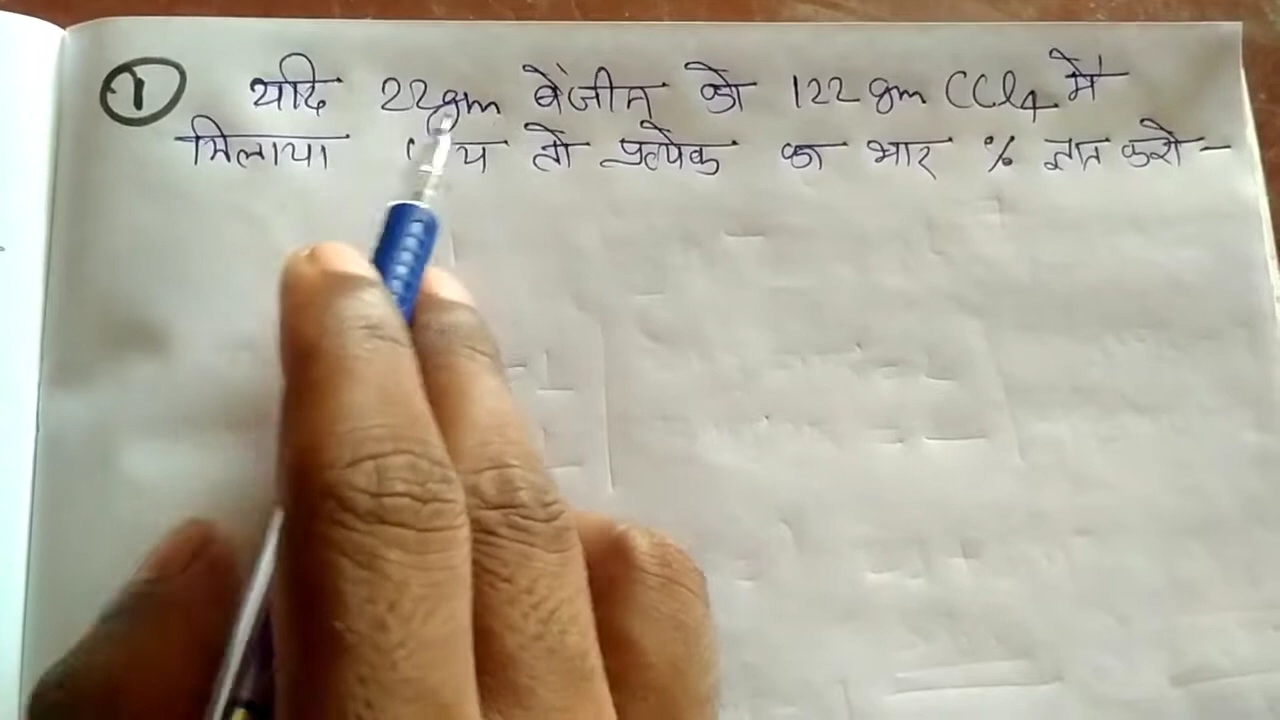 ① यदि 22gm बेंजीन को 122 gm CCl4 में
मिलाया तो प्रत्येक का भार % ज्ञात करो -